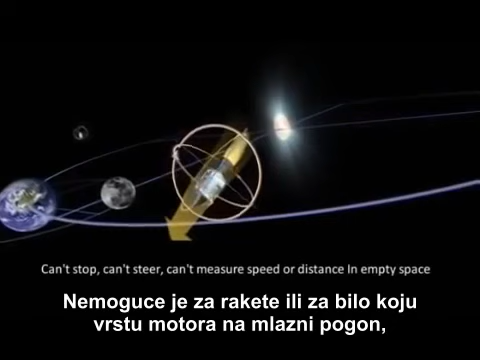 Can't stop, can't steer, can't measure speed or distance In empty space
Nemoguce je za rakete ili za bilo koju
vrstu motora na mlazni pogon,